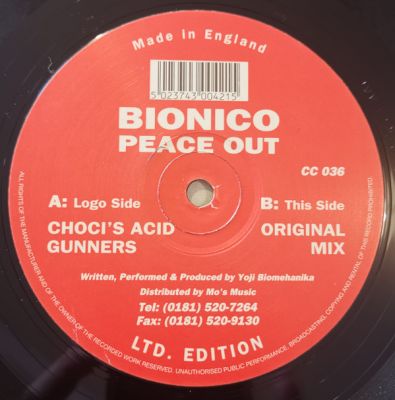 Made in England
5 023743 004215
BIONICO
PEACE OUT
CC 036
A: Logo Side
CHOCI'S ACID
GUNNERS
B: This Side
ORIGINAL
MIX
Written, Performed & Produced by Yoji Biomehanika
Distributed by Mo's Music
Tel: (0181) 520-7264
Fax: (0181) 520-9130
LTD. EDITION
ALL RIGHTS OF THE MANUFACTURER AND OF THE OWNER OF THE RECORDED WORK RESERVED. UNAUTHORISED PUBLIC PERFORMANCE, BROADCASTING, COPYING AND RENTAL OF THIS RECORD PROHIBITED.